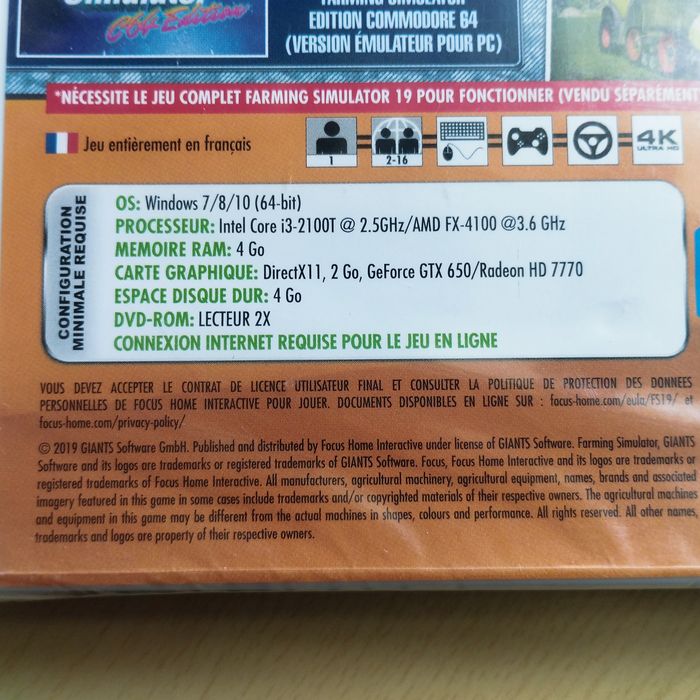 C64 Edition
EDITION COMMODORE 64
(VERSION ÉMULATEUR POUR PC)
*NÉCESSITE LE JEU COMPLET FARMING SIMULATOR 19 POUR FONCTIONNER (VENDU SÉPARÉMENT
Jeu entièrement en français
1
2-16
4K
ULTRA HD
CONFIGURATION
MINIMALE REQUISE
OS: Windows 7/8/10 (64-bit)
PROCESSEUR: Intel Core i3-2100T @ 2.5GHz/AMD FX-4100 @3.6 GHz
MEMOIRE RAM: 4 Go
CARTE GRAPHIQUE: DirectX11, 2 Go, GeForce GTX 650/Radeon HD 7770
ESPACE DISQUE DUR: 4 Go
DVD-ROM: LECTEUR 2X
CONNEXION INTERNET REQUISE POUR LE JEU EN LIGNE
VOUS DEVEZ ACCEPTER LE CONTRAT DE LICENCE UTILISATEUR FINAL ET CONSULTER LA POLITIQUE DE PROTECTION DES DONNÉES
PERSONNELLES DE FOCUS HOME INTERACTIVE POUR JOUER. DOCUMENTS DISPONIBLES EN LIGNE SUR : focus-home.com/eula/FS19/ et
focus-home.com/privacy-policy/
© 2019 GIANTS Software GmbH. Published and distributed by Focus Home Interactive under license of GIANTS Software. Farming Simulator, GIANTS
Software and its logos are trademarks or registered trademarks of GIANTS Software. Focus, Focus Home Interactive and its logos are trademarks or
registered trademarks of Focus Home Interactive. All manufacturers, agricultural machinery, agricultural equipment, names, brands and associated
imagery featured in this game in some cases include trademarks and/or copyrighted materials of their respective owners. The agricultural machines
and equipment in this game may be different from the actual machines in shapes, colours and performance. All rights reserved. All other names,
trademarks and logos are property of their respective owners.